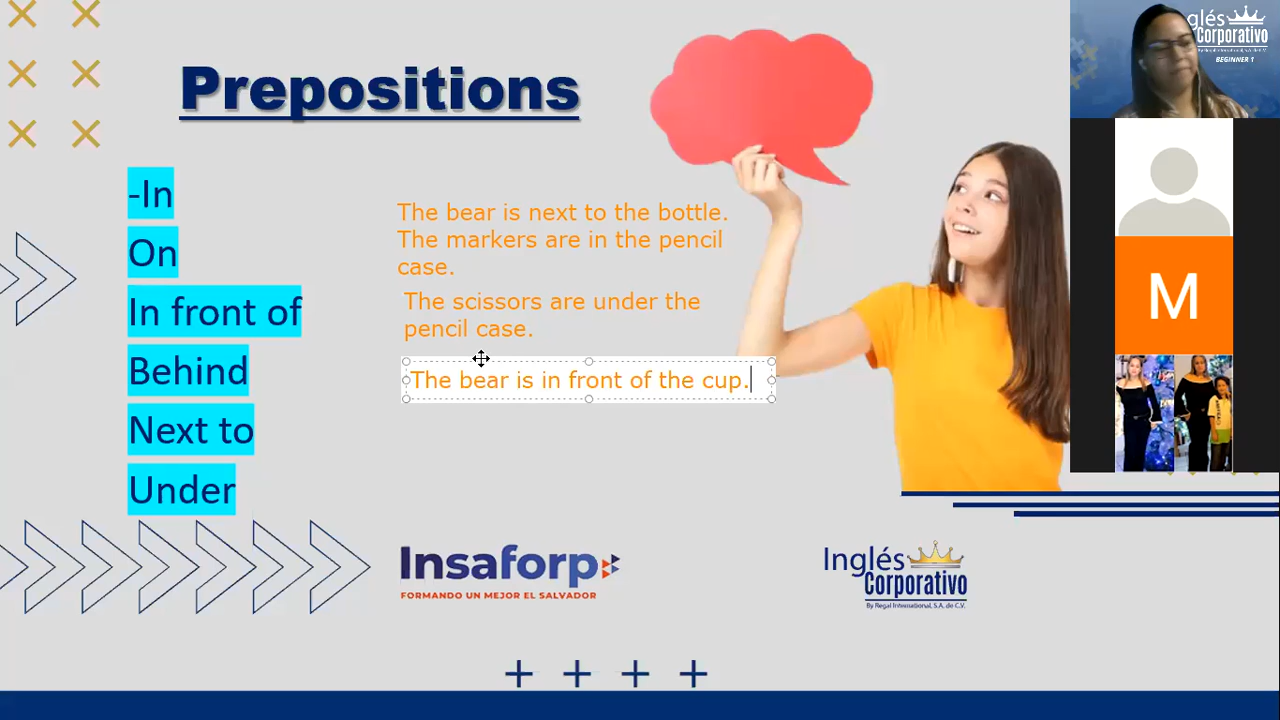 Prepositions
-In
On
In front of
Behind
Next to
Under
The bear is next to the bottle.
The markers are in the pencil
case.
The scissors are under the
pencil case.
The bear is in front of the cup.
Insaforp
FORMANDO UN MEJOR EL SALVADOR
Inglés
Corporativo
By Regal International, S.A. de C.V.
glés
Corporativo
BEGINNER 1
M